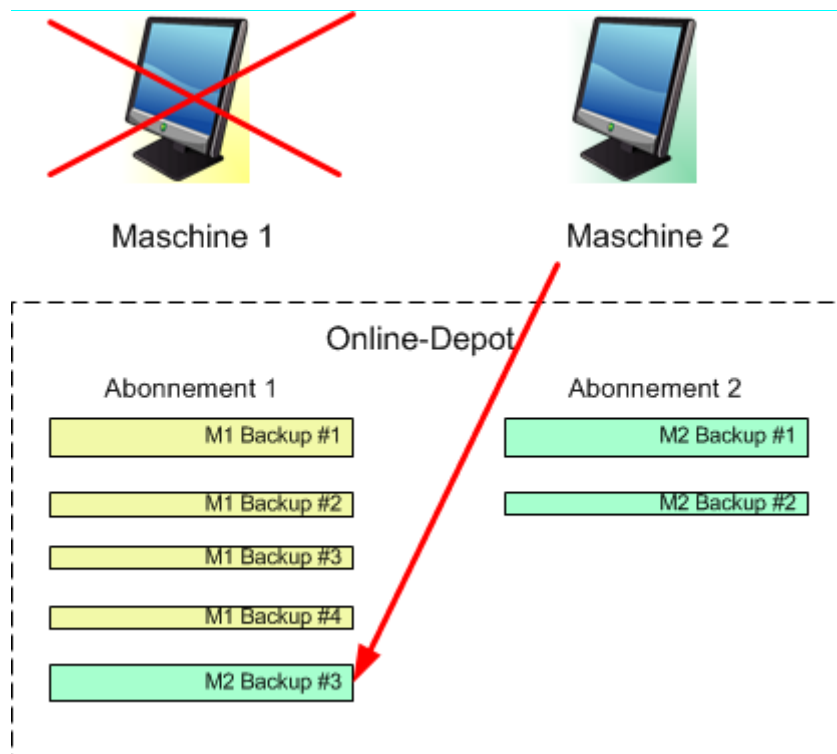 Maschine 1
Maschine 2
Online-Depot
Abonnement 1
Abonnement 2
M1 Backup #1
M2 Backup #1
M1 Backup #2
M2 Backup #2
M1 Backup #3
M1 Backup #4
M2 Backup #3